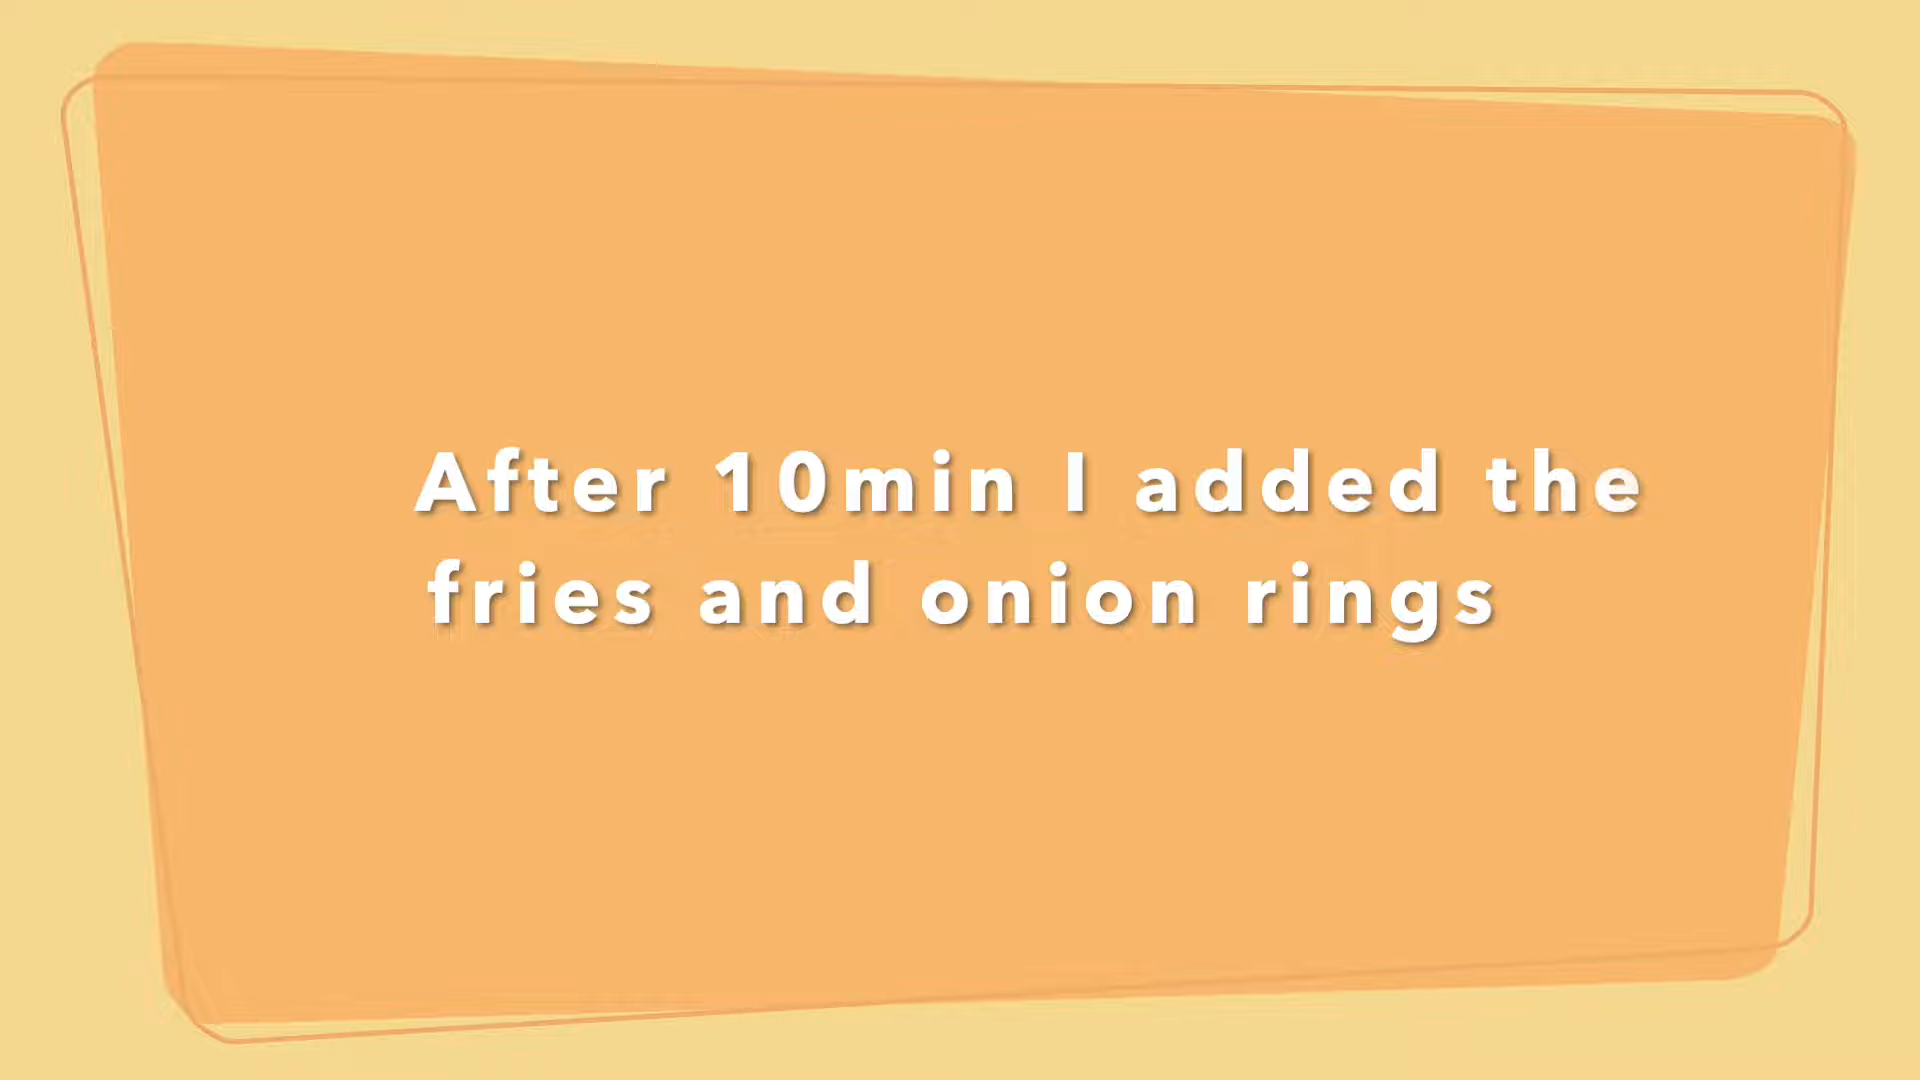 After 10min I added the
fries and onion rings